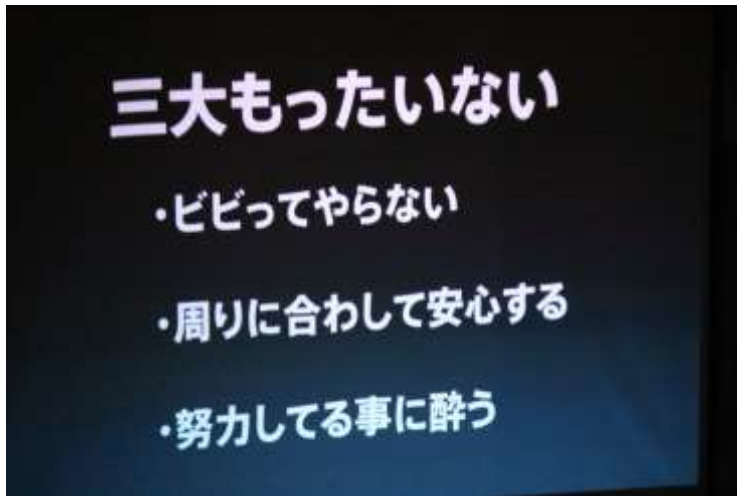 三大もったいない
・ビビってやらない
・周りに合わして安心する
・努力してる事に酔う